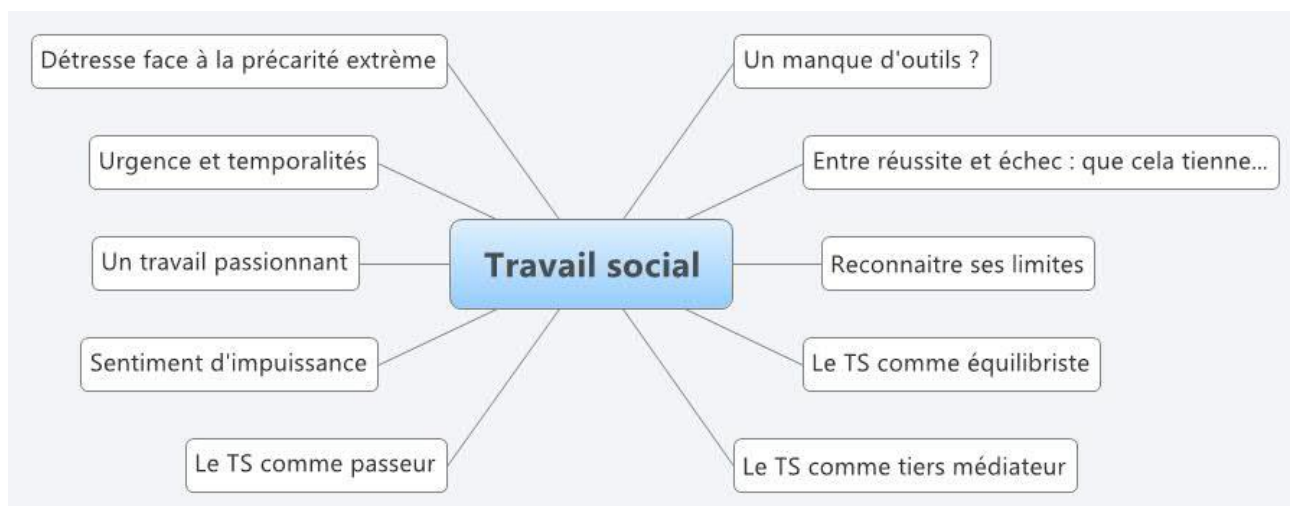 Détresse face à la précarité extrème
Un manque d'outils ?
Urgence et temporalités
Entre réussite et échec : que cela tienne...
Un travail passionnant
Travail social
Reconnaitre ses limites
Sentiment d'impuissance
Le TS comme équilibriste
Le TS comme passeur
Le TS comme tiers médiateur